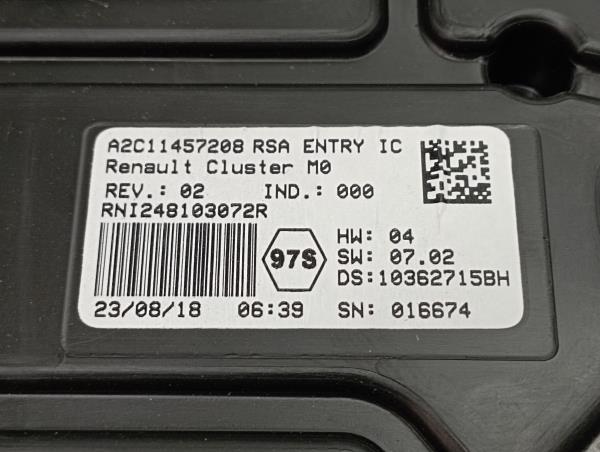 A2C11457208 RSA ENTRY IC
Renault Cluster M0
REV.: 02 IND.: 000
RNI248103072R
97S
HW: 04
SW: 07.02
DS:10362715BH
23/08/18 06:39 SN: 016674